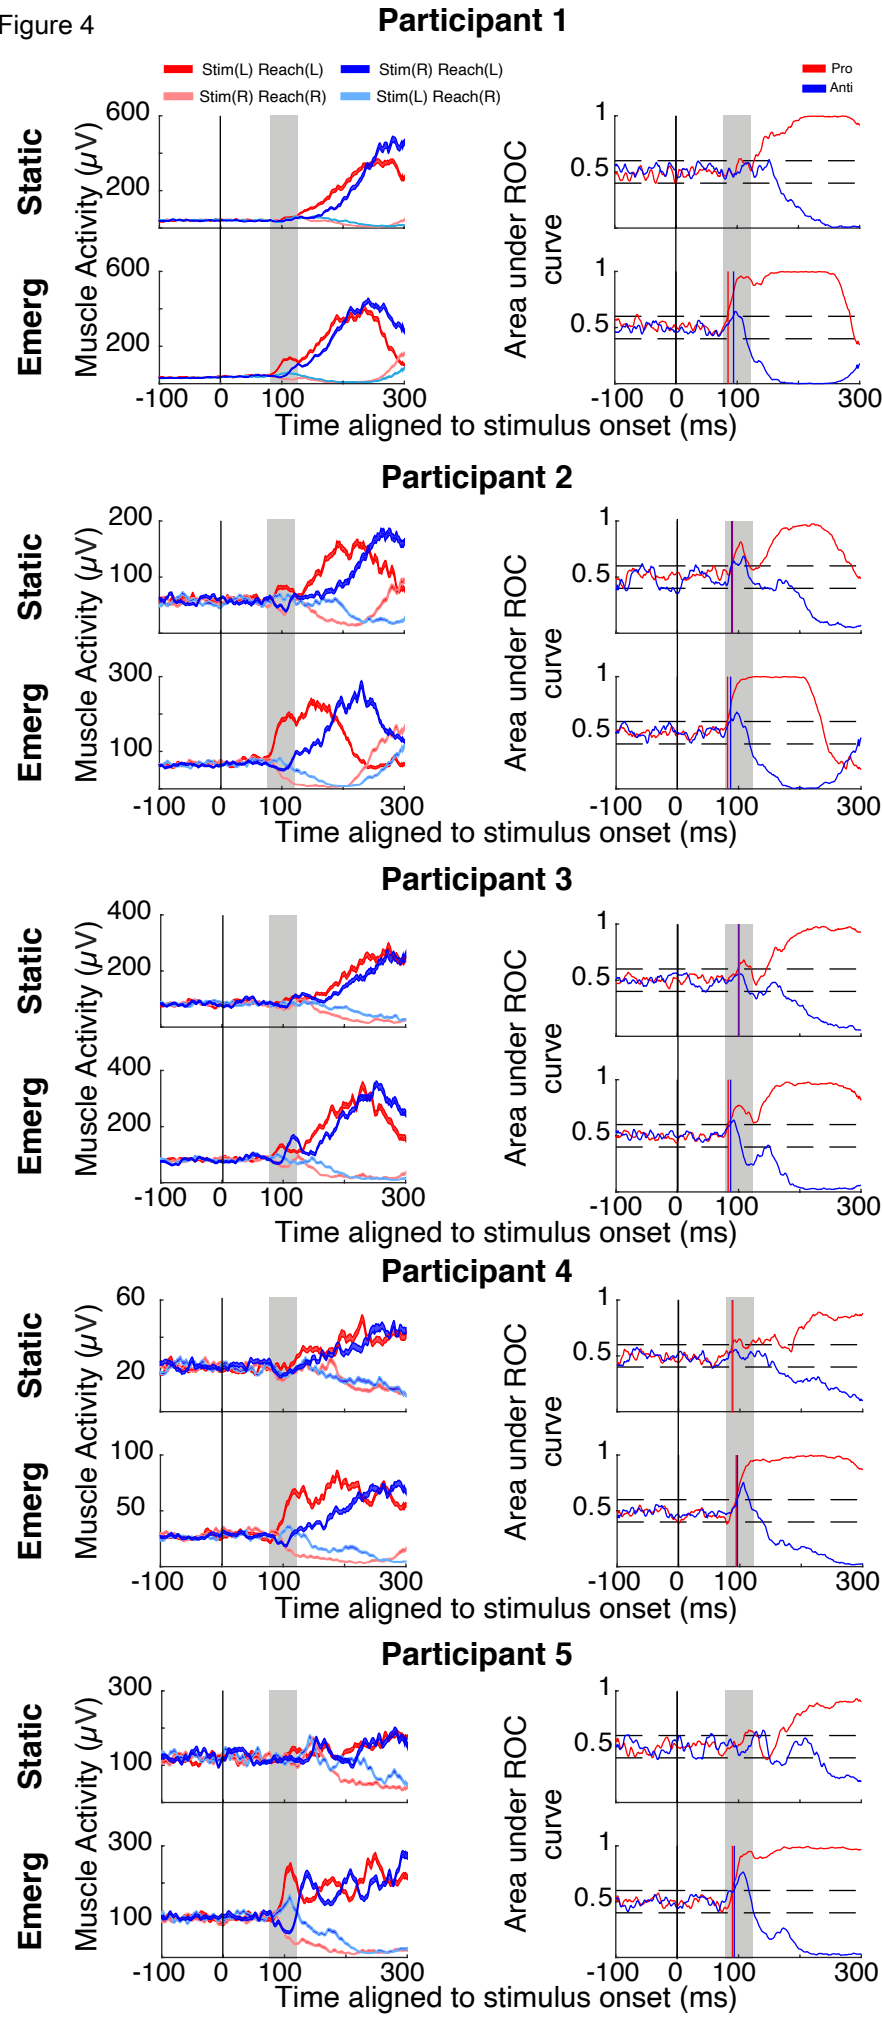 Figure 4
Participant 1
Stim(L) Reach(L) Stim(R) Reach(L)
Stim(R) Reach(R) Stim(L) Reach(R)
Pro
Anti
Static
Emerg
Muscle Activity (µV)
600
200
600
200
-100 0 100 300
Area under ROC
curve
1
0.5
1
0.5
-100 0 100 300
Time aligned to stimulus onset (ms)
Participant 2
Static
Emerg
Muscle Activity (µV)
200
100
300
100
-100 0 100 300
Area under ROC
curve
1
0.5
1
0.5
-100 0 100 300
Time aligned to stimulus onset (ms)
Participant 3
Static
Emerg
Muscle Activity (µV)
400
200
400
200
-100 0 100 300
Area under ROC
curve
1
0.5
1
0.5
-100 0 100 300
Time aligned to stimulus onset (ms)
Participant 4
Static
Emerg
Muscle Activity (µV)
60
20
100
50
-100 0 100 300
Area under ROC
curve
1
0.5
1
0.5
-100 0 100 300
Time aligned to stimulus onset (ms)
Participant 5
Static
Emerg
Muscle Activity (µV)
300
100
300
100
-100 0 100 300
Area under ROC
curve
1
0.5
1
0.5
-100 0 100 300
Time aligned to stimulus onset (ms)